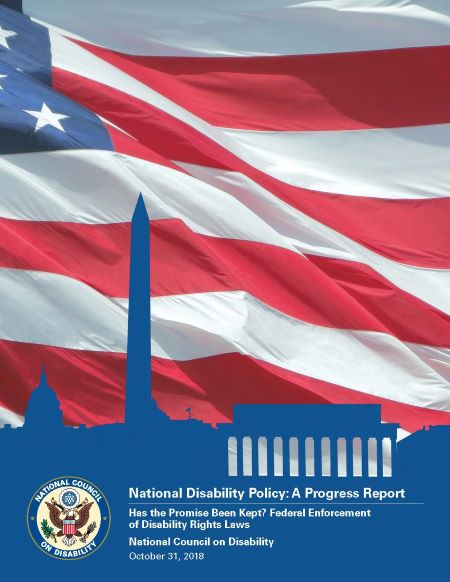 National Disability Policy: A Progress Report
Has the Promise Been Kept? Federal Enforcement
of Disability Rights Laws
National Council on Disability
October 31, 2018
NATIONAL COUNCIL
ON DISABILITY